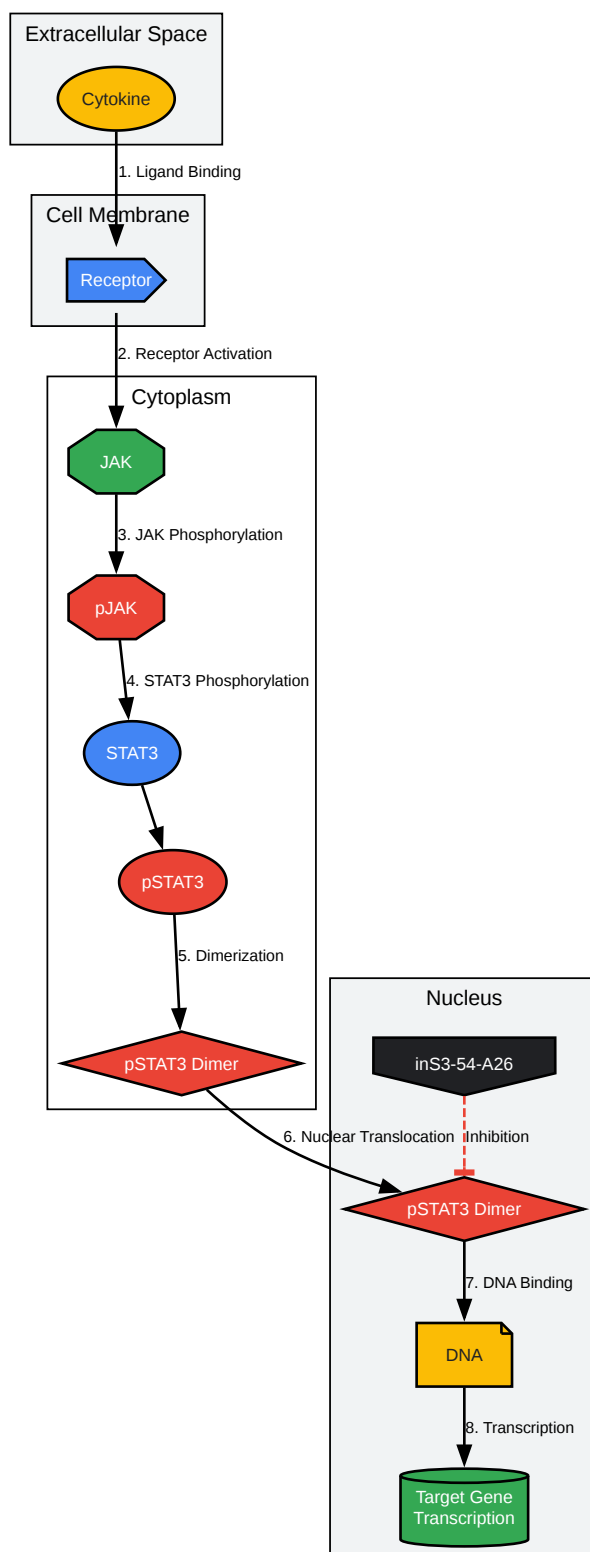 Extracellular Space
Cytokine
1. Ligand Binding
Cell Membrane
Receptor
2. Receptor Activation
Cytoplasm
JAK
3. JAK Phosphorylation
pJAK
4. STAT3 Phosphorylation
STAT3
pSTAT3
5. Dimerization
pSTAT3 Dimer
Nucleus
inS3-54-A26
6. Nuclear Translocation
Inhibition
pSTAT3 Dimer
7. DNA Binding
DNA
8. Transcription
Target Gene
Transcription